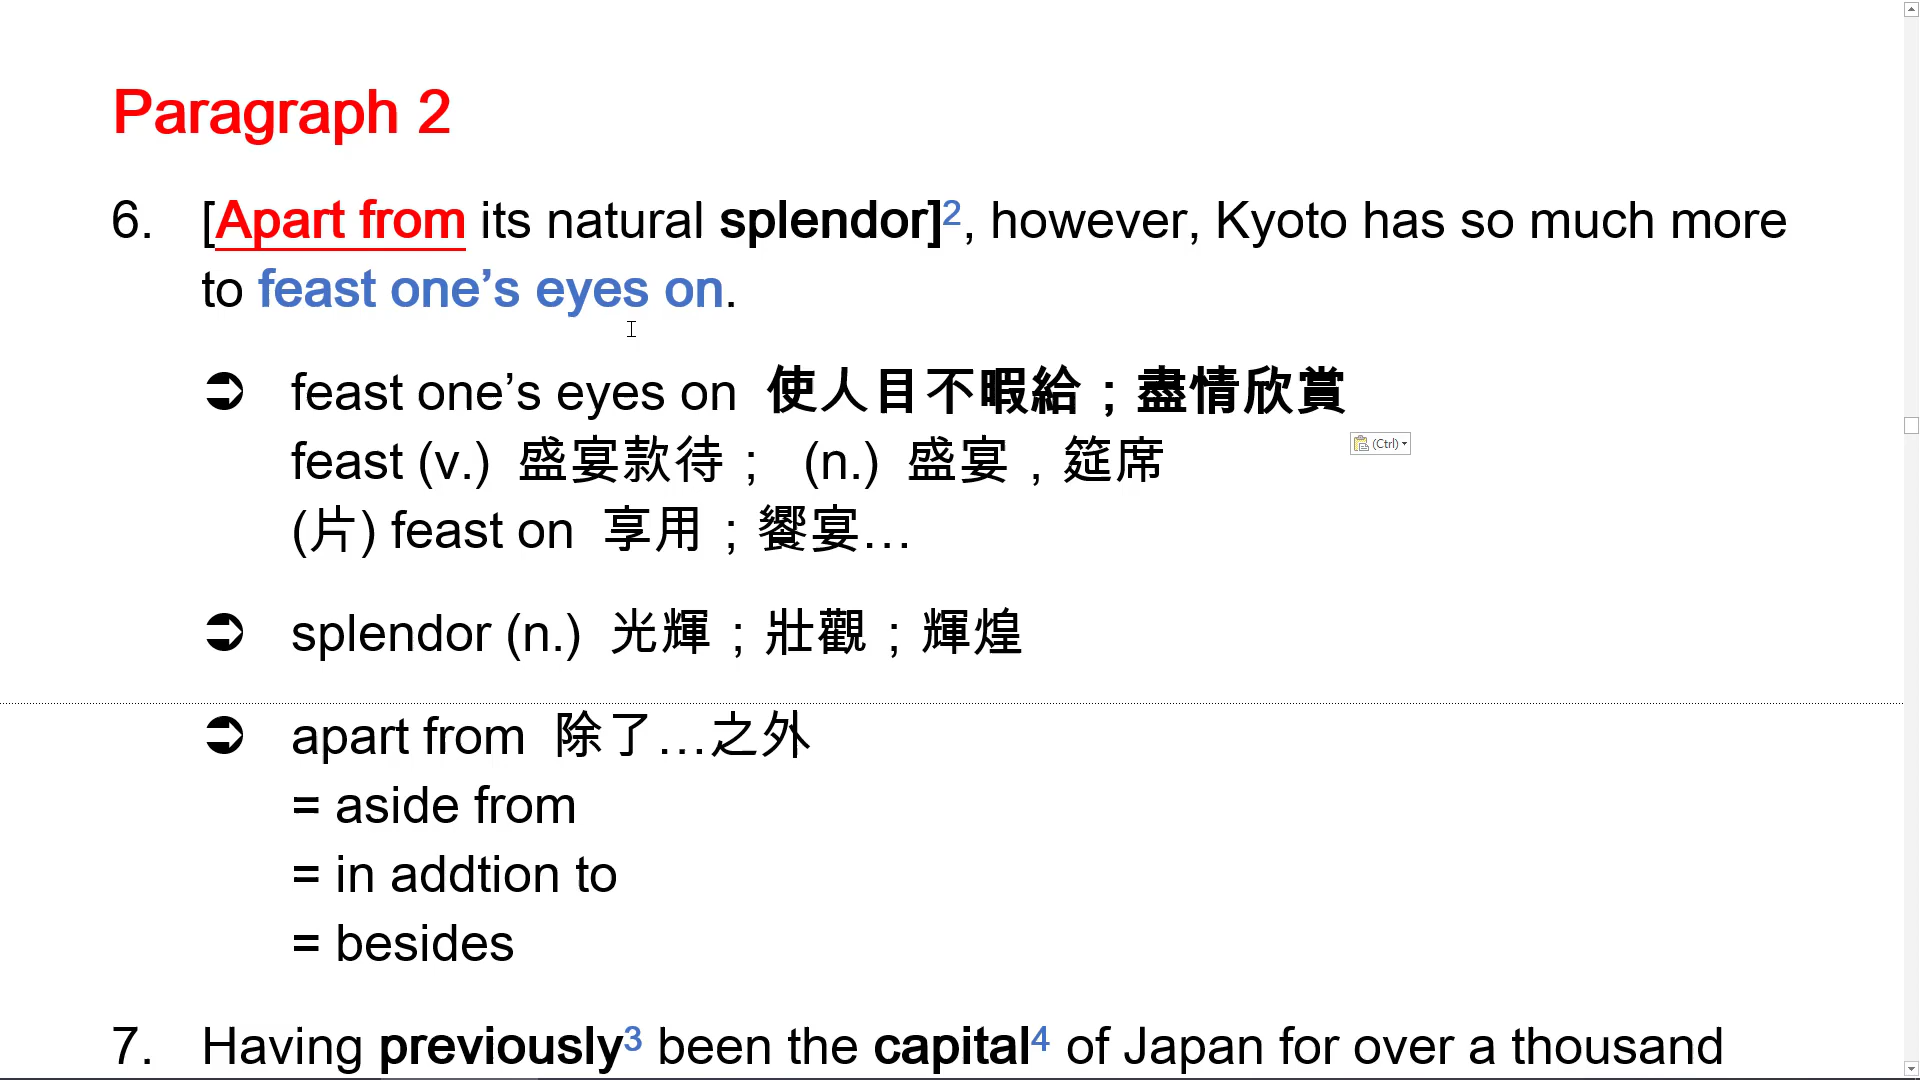 Paragraph 2
6. [Apart from its natural splendor]2, however, Kyoto has so much more
to feast one’s eyes on.
➲ feast one’s eyes on 使人目不暇給；盡情欣賞
feast (v.) 盛宴款待； (n.) 盛宴，筵席
(Ctrl)
(片) feast on 享用；饗宴…
➲ splendor (n.) 光輝；壯觀；輝煌
➲ apart from 除了…之外
= aside from
= in addtion to
= besides
7. Having previously3 been the capital4 of Japan for over a thousand